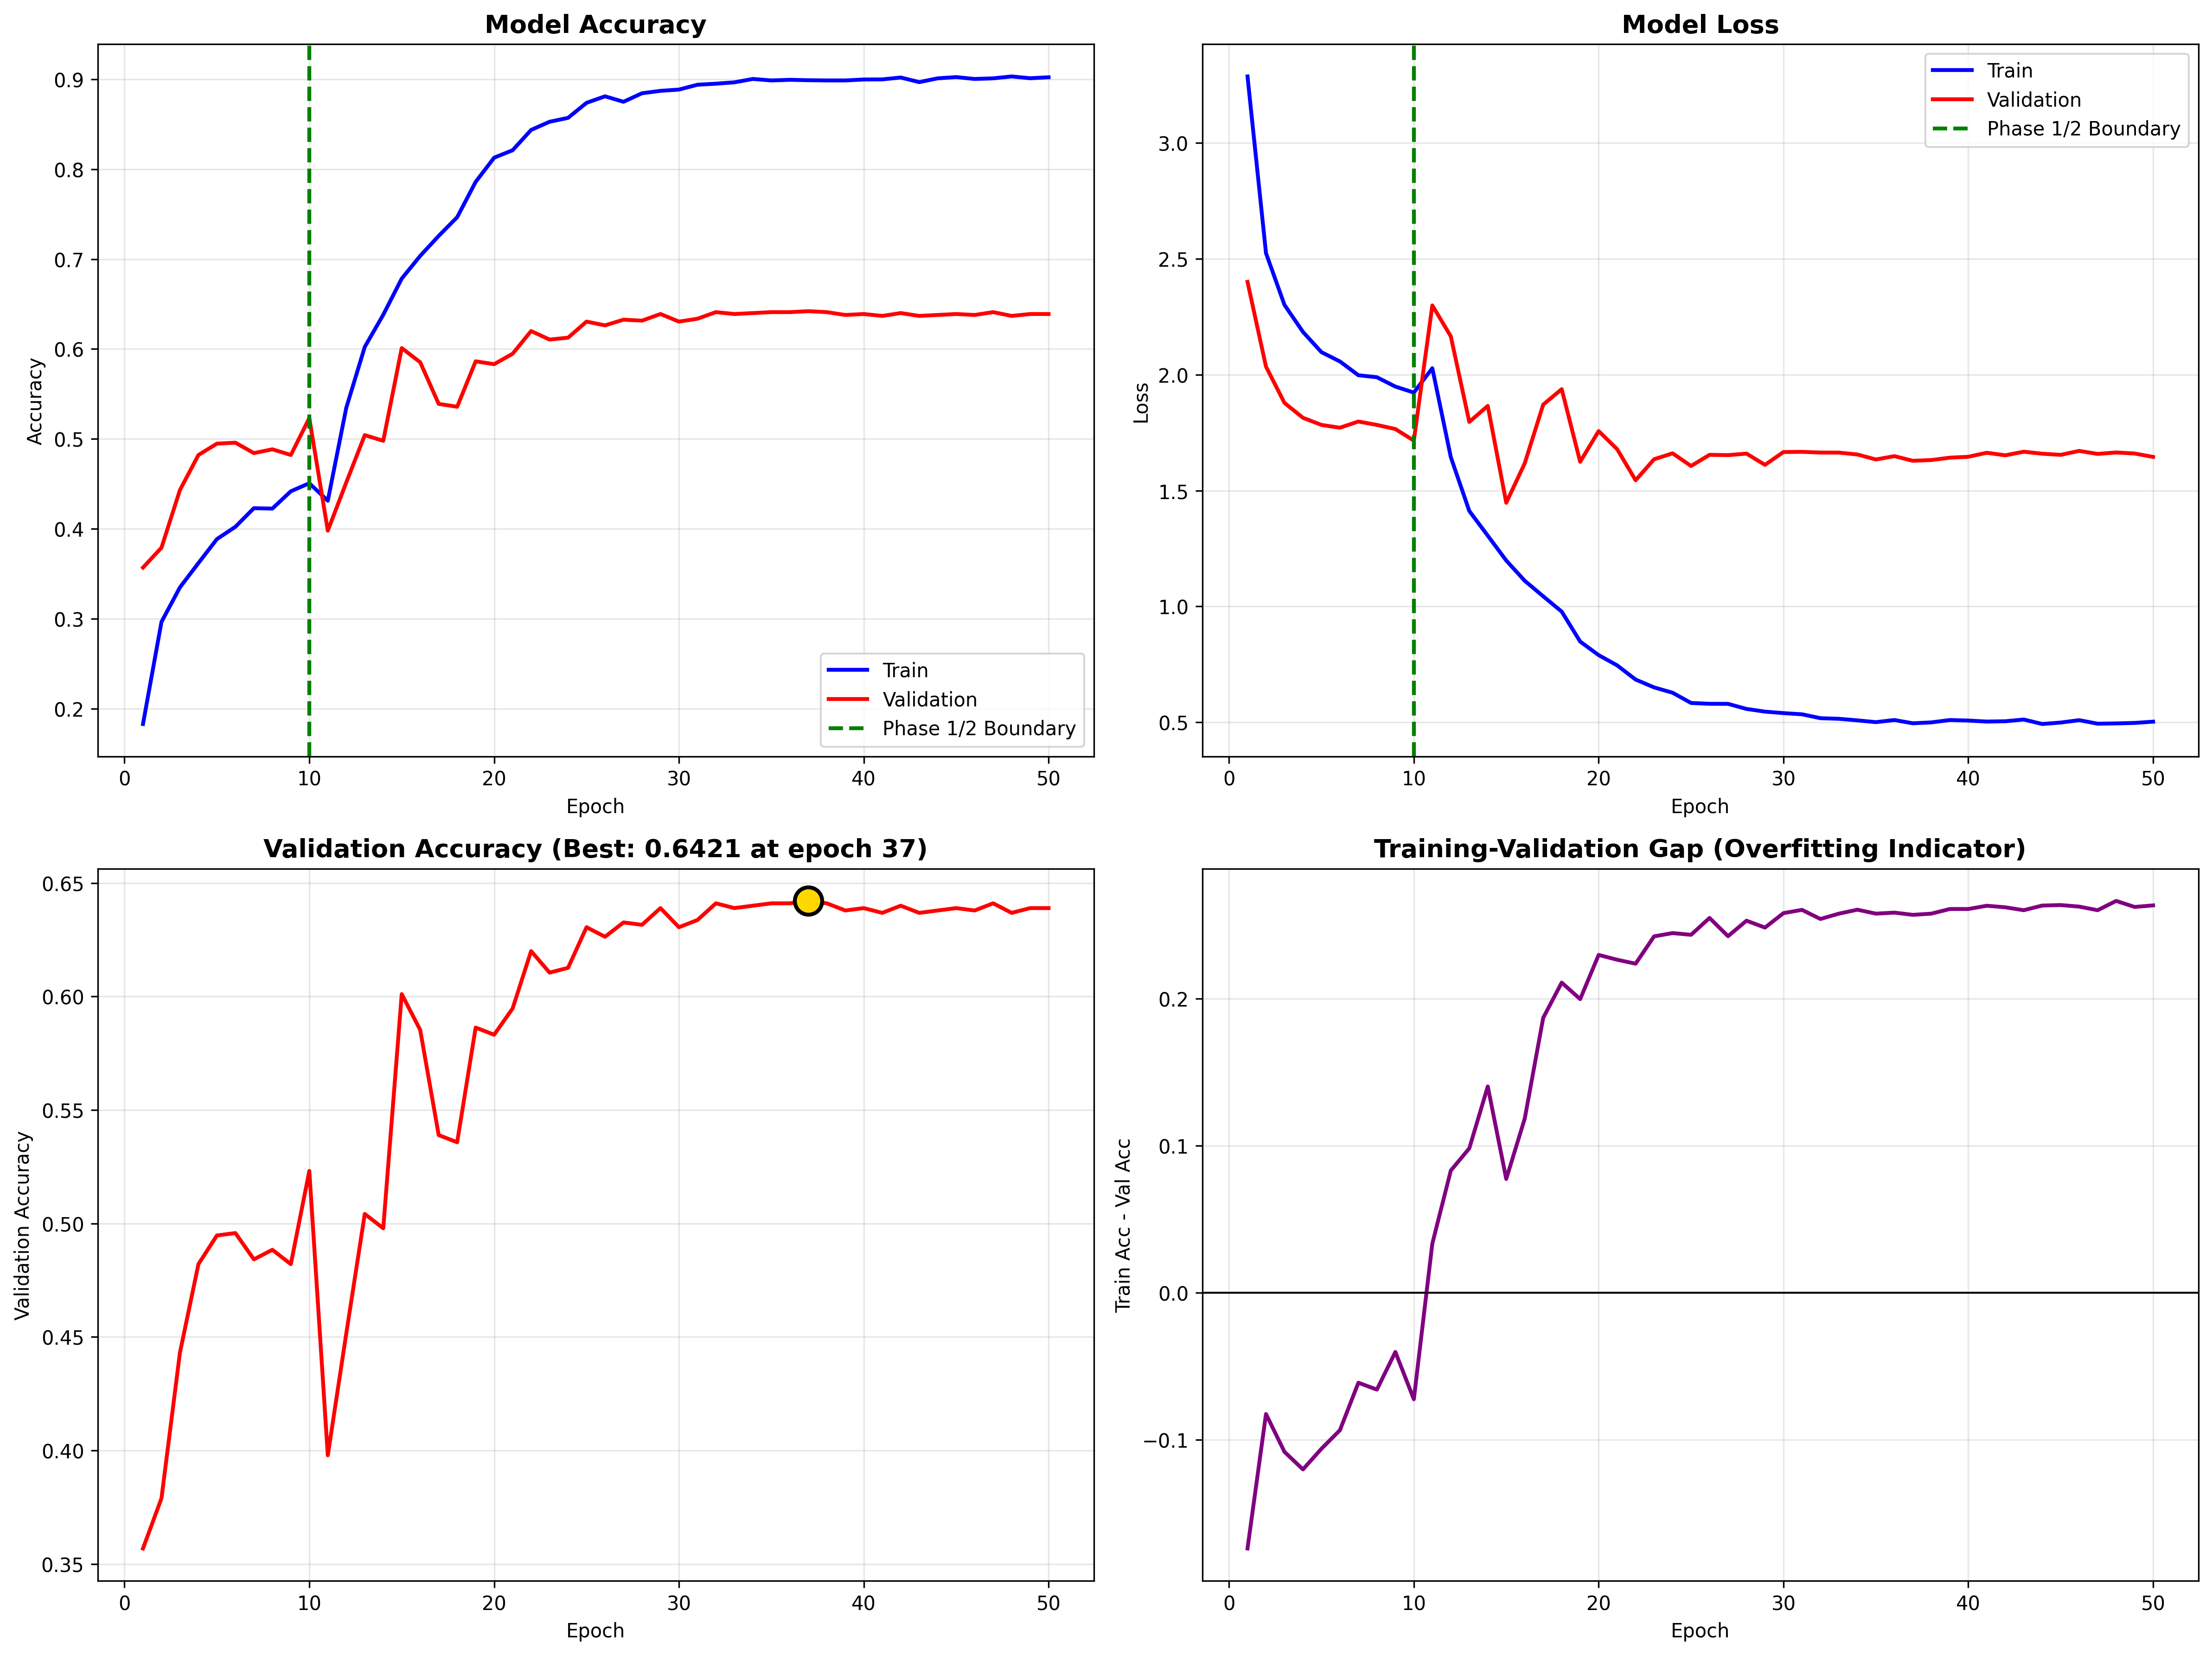 Model Accuracy
Accuracy
0.9
0.8
0.7
0.6
0.5
0.4
0.3
0.2
Train
Validation
Phase 1/2 Boundary
0 10 20 30 40 50
Epoch
Model Loss
Loss
3.0
2.5
2.0
1.5
1.0
0.5
Train
Validation
Phase 1/2 Boundary
0 10 20 30 40 50
Epoch
Validation Accuracy (Best: 0.6421 at epoch 37)
Validation Accuracy
0.65
0.60
0.55
0.50
0.45
0.40
0.35
0 10 20 30 40 50
Epoch
Training-Validation Gap (Overfitting Indicator)
Train Acc - Val Acc
0.2
0.1
0.0
−0.1
0 10 20 30 40 50
Epoch